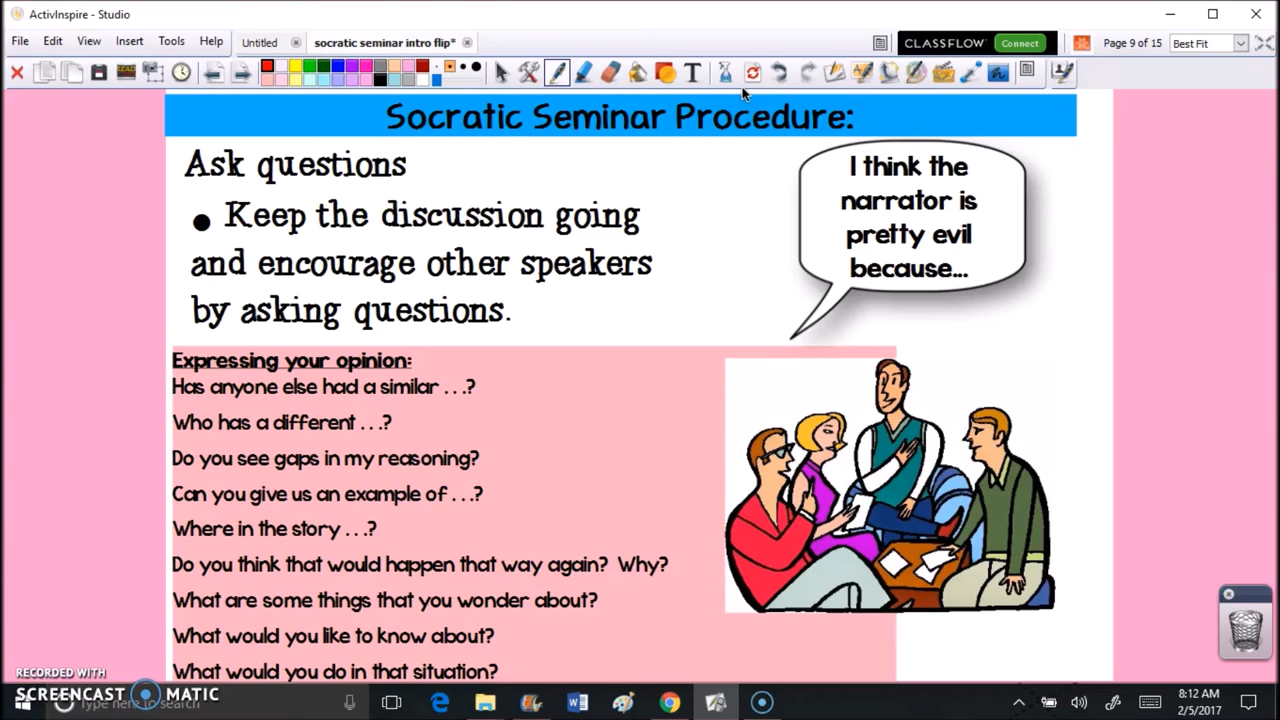 ActivInspire - Studio
File Edit View Insert Tools Help
Untitled
socratic seminar intro flip*
CLASSFLOW Connect
Page 9 of 15
Best Fit
Socratic Seminar Procedure:
Ask questions
• Keep the discussion going
and encourage other speakers
by asking questions.
I think the
narrator is
pretty evil
because...
Expressing your opinion:
Has anyone else had a similar . . .?
Who has a different . . .?
Do you see gaps in my reasoning?
Can you give us an example of . . .?
Where in the story . . .?
Do you think that would happen that way again? Why?
What are some things that you wonder about?
What would you like to know about?
What would you do in that situation?
RECORDED WITH
SCREENCAST MATIC
Type here to search
8:12 AM
2/5/2017